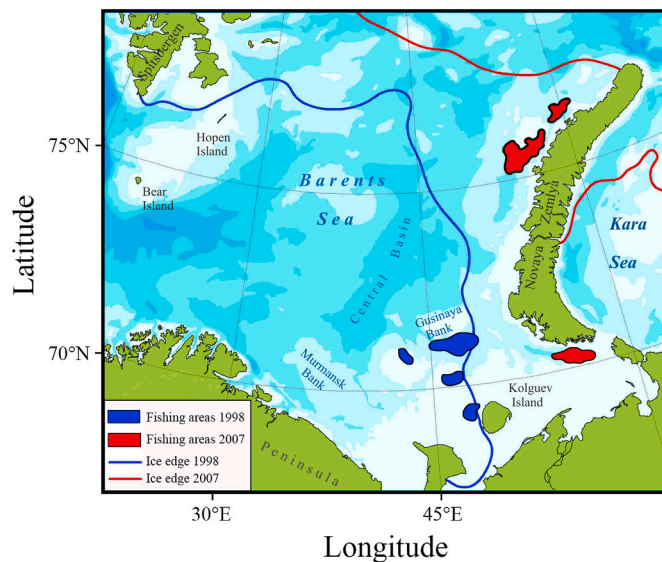 Spitsbergen
Hopen
Island
75°N
Bear
Island
Barents
Sea
Novaya Zemlya
Kara
Sea
Latitude
Central Basin
Gusinaya
Bank
70°N
Murmansk
Bank
Kolguev
Island
Fishing areas 1998
Fishing areas 2007
Ice edge 1998
Ice edge 2007
Peninsula
30°E
45°E
Longitude